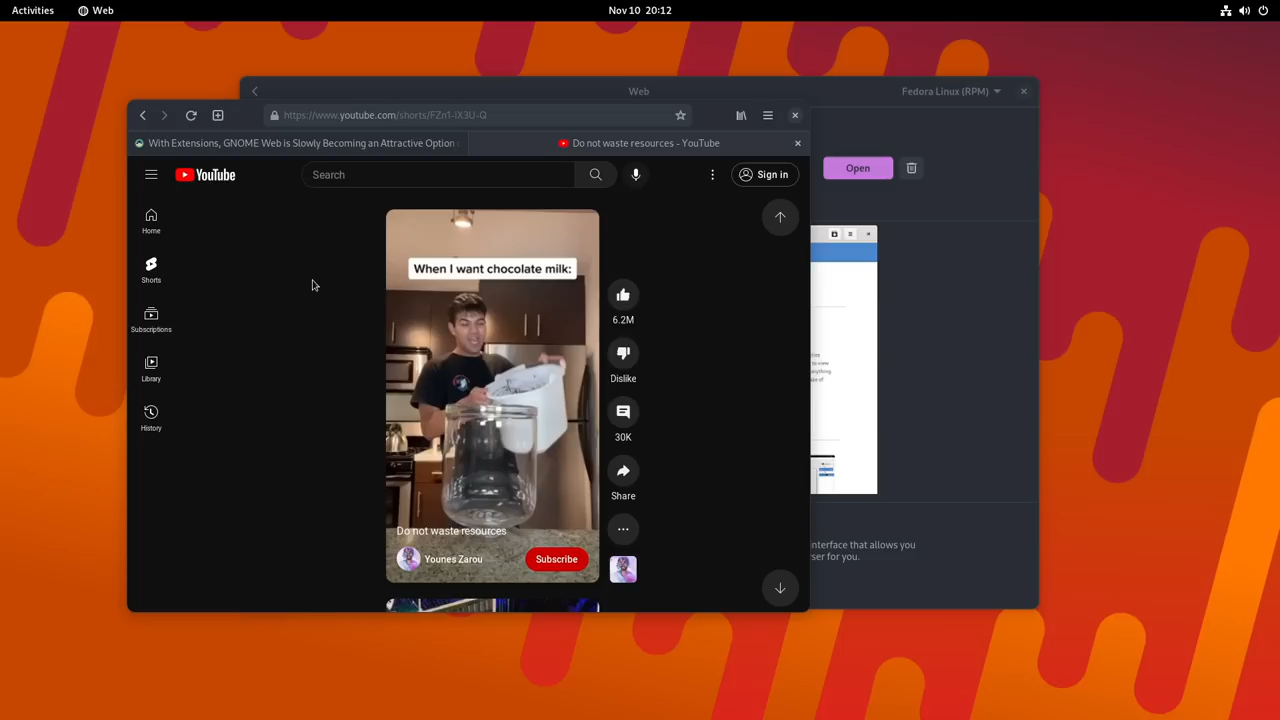 Activities
Web
Nov 10 20:12
Web
Fedora Linux (RPM)
https://www.youtube.com/shorts/FZn1-IX3U-Q
With Extensions, GNOME Web is Slowly Becoming an Attractive Option
Do not waste resources - YouTube
Open
YouTube
Search
Sign in
Home
Shorts
Subscriptions
Library
History
When I want chocolate milk:
6.2M
Dislike
30K
Share
Do not waste resources
Younes Zarou
Subscribe
nterface that allows you
ser for you.